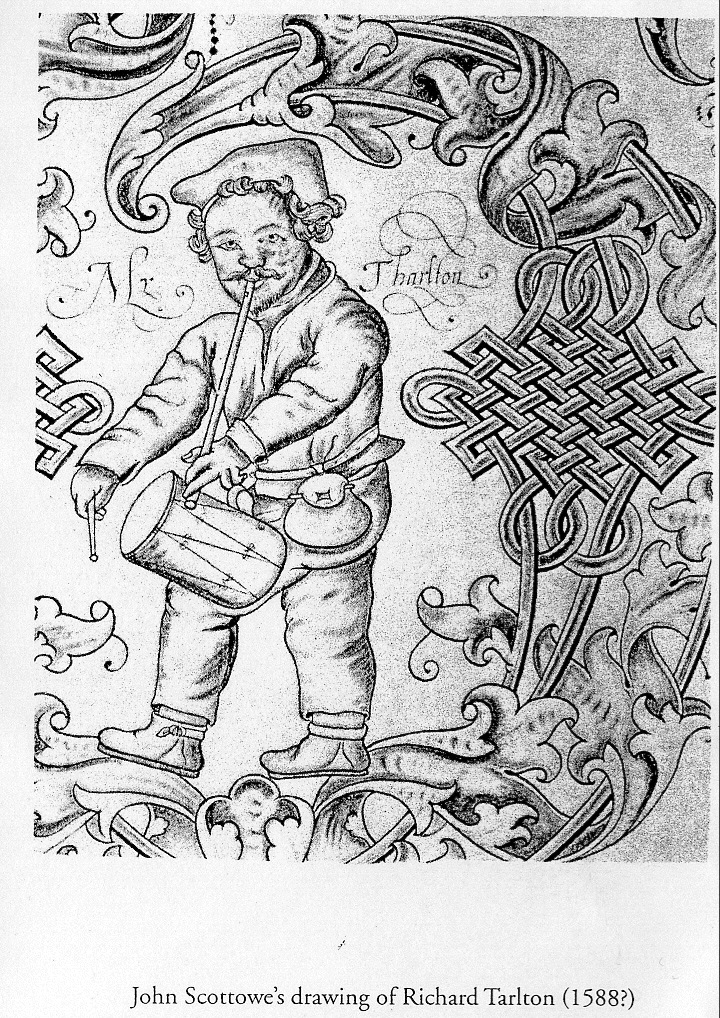 Mr. Tharlton
John Scottowe's drawing of Richard Tarlton (1588?)